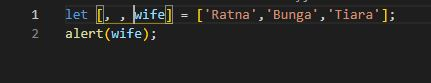 1 let [, , wife] = ['Ratna','Bunga','Tiara'];
2 alert(wife);